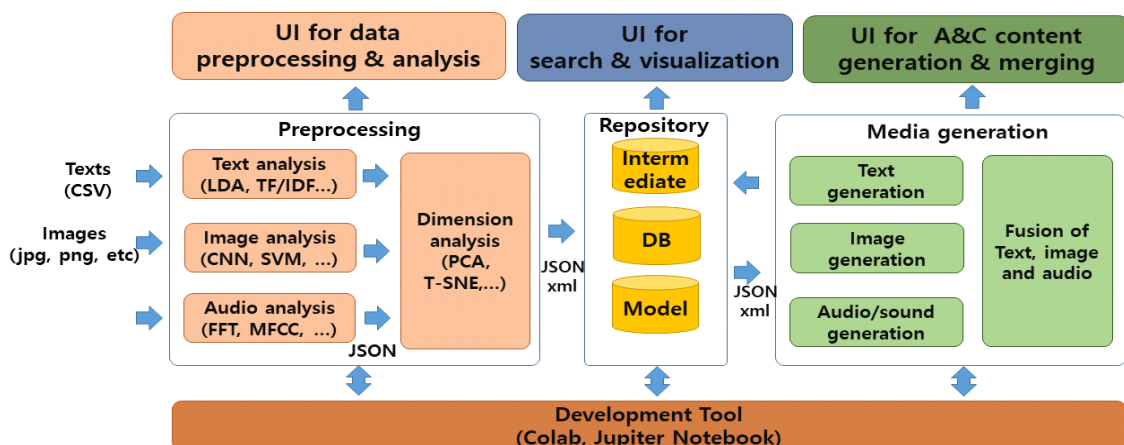 UI for data
preprocessing & analysis
UI for
search & visualization
UI for A&C content
generation & merging
Preprocessing
Repository
Media generation
Texts
(CSV)
Text analysis
(LDA, TF/IDF...)
Images
(jpg, png, etc)
Image analysis
(CNN, SVM, ...)
Audio analysis
(FFT, MFCC, ...)
JSON
Dimension
analysis
(PCA,
T-SNE,...)
JSON
xml
Interm
ediate
DB
Model
JSON
xml
Text
generation
Image
generation
Audio/sound
generation
Fusion of
Text, image
and audio
Development Tool
(Colab, Jupiter Notebook)